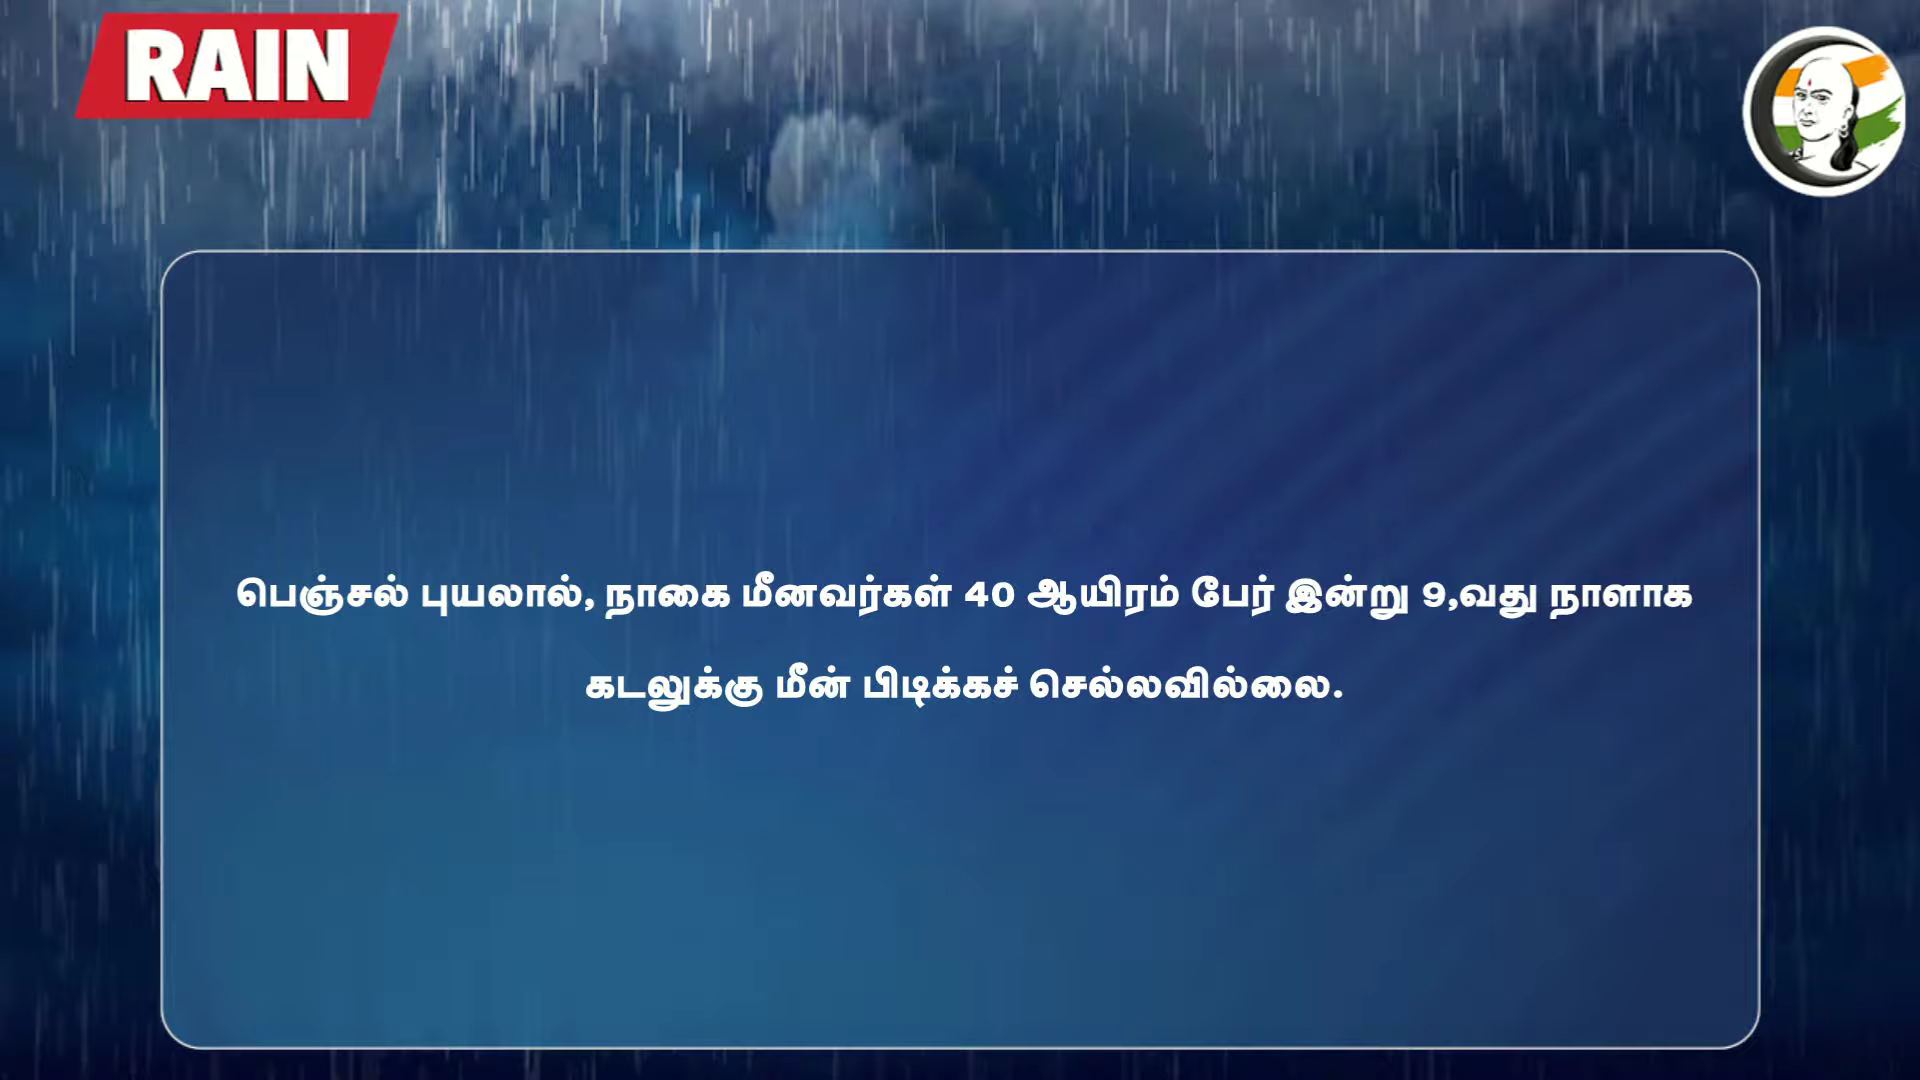 RAIN
பெஞ்சல் புயலால், நாகை மீனவர்கள் 40 ஆயிரம் பேர் இன்று 9,வது நாளாக
கடலுக்கு மீன் பிடிக்கச் செல்லவில்லை.